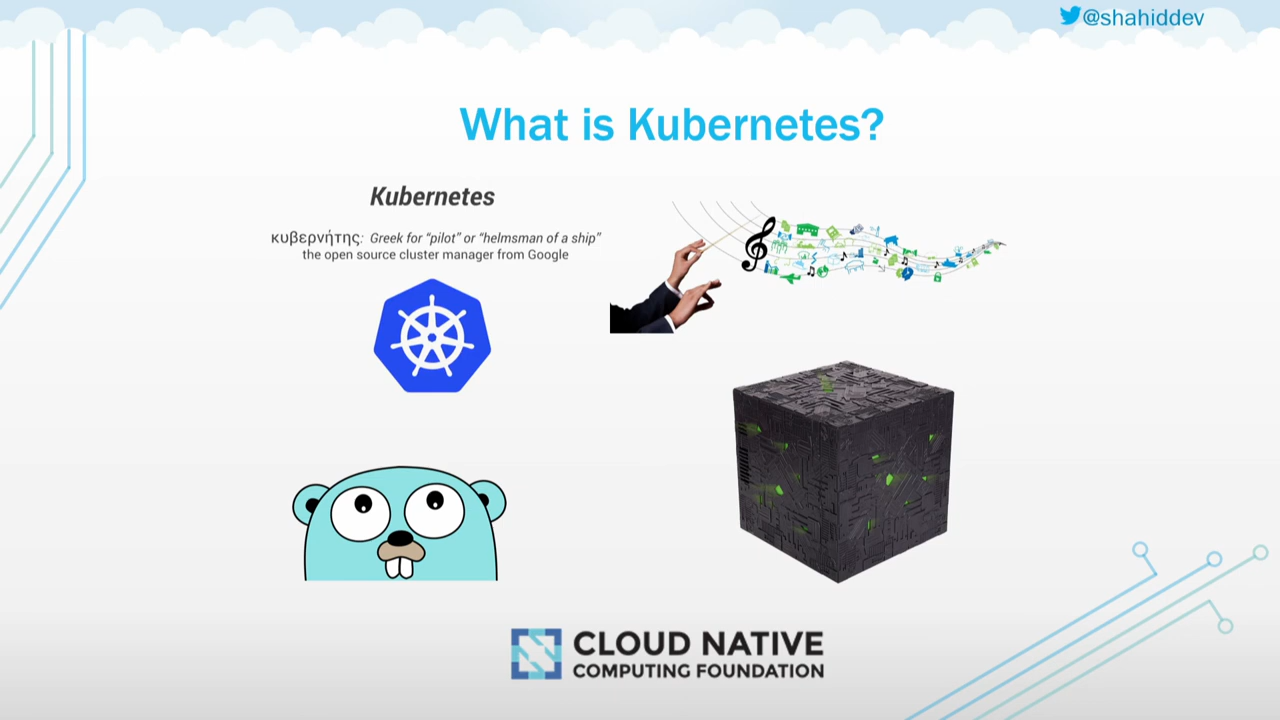 @shahiddev
What is Kubernetes?
Kubernetes
κυβερνήτης: Greek for “pilot” or “helmsman of a ship”
the open source cluster manager from Google
CLOUD NATIVE
COMPUTING FOUNDATION